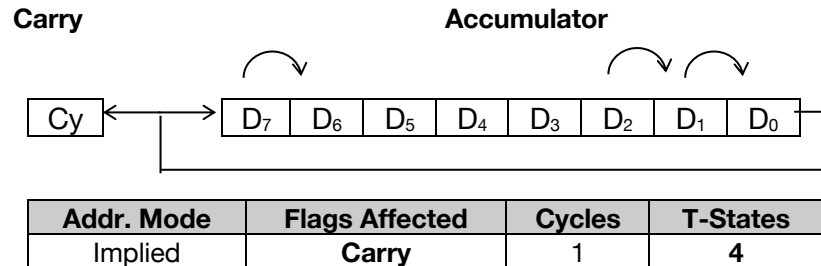 Carry Accumulator
Cy D₇ D₆ D₅ D₄ D₃ D₂ D₁ D₀
Addr. Mode Flags Affected Cycles T-States
Implied Carry 1 4